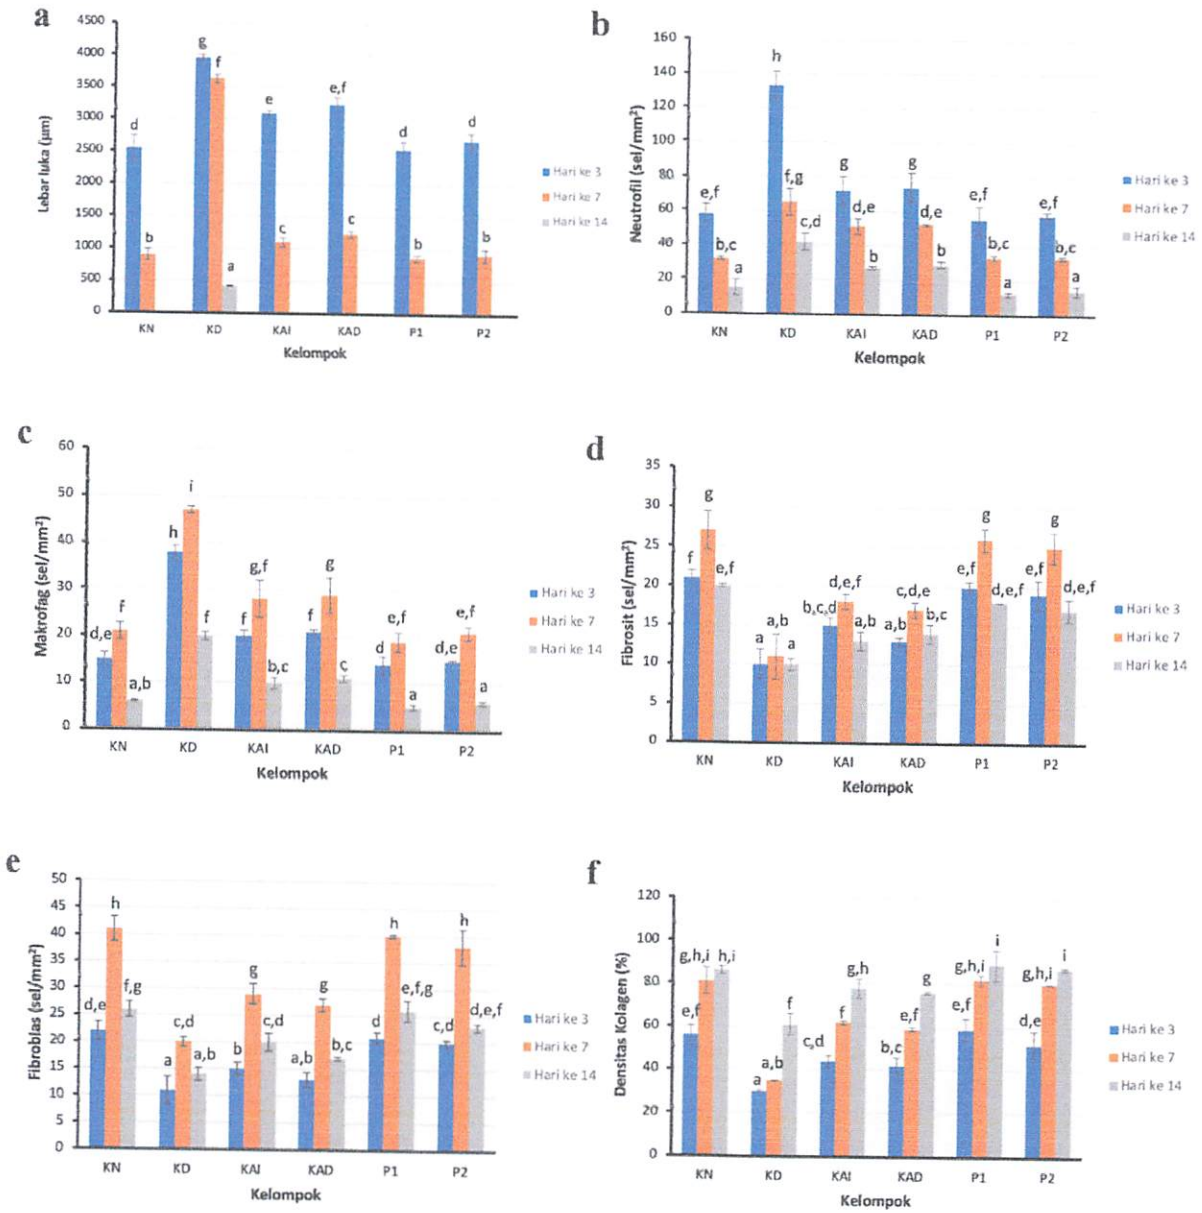 a
4500
4000
3500
3000
2500
2000
1500
1000
500
0
Lebar luka (µm)
d b
g f a
e c
e,f c
d b
d b
KN KD KAI KAD P1 P2
Kelompok
Hari ke 3
Hari ke 7
Hari ke 14
b
160
140
120
100
80
60
40
20
0
Neutrofil (sel/mm²)
e,f b,c a
h f,g c,d
g d,e b
g d,e b
e,f b,c a
e,f b,c a
KN KD KAI KAD P1 P2
Kelompok
Hari ke 3
Hari ke 7
Hari ke 14
c
60
50
40
30
20
10
0
Makrofag (sel/mm²)
d,e f a,b
h i f
f g,f b,c
f g c
d e,f a
d,e e,f a
KN KD KAI KAD P1 P2
Kelompok
Hari ke 3
Hari ke 7
Hari ke 14
d
35
30
25
20
15
10
5
0
Fibrosit (sel/mm²)
f g e,f
a a,b a
b,c,d d,e,f a,b
a,b c,d,e b,c
e,f g d,e,f
e,f g d,e,f
KN KD KAI KAD P1 P2
Kelompok
Hari ke 3
Hari ke 7
Hari ke 14
e
50
45
40
35
30
25
20
15
10
5
0
Fibroblas (sel/mm²)
d,e h f,g
a c,d a,b
b g c,d
a,b g b,c
d h e,f,g
c,d h d,e,f
KN KD KAI KAD P1 P2
Kelompok
Hari ke 3
Hari ke 7
Hari ke 14
f
120
100
80
60
40
20
0
Densitas Kolagen (%)
e,f g,h,i h,i
a a,b f
c,d f g,h
b,c e,f g
e,f g,h,i i
d,e g,h,i i
KN KD KAI KAD P1 P2
Kelompok
Hari ke 3
Hari ke 7
Hari ke 14